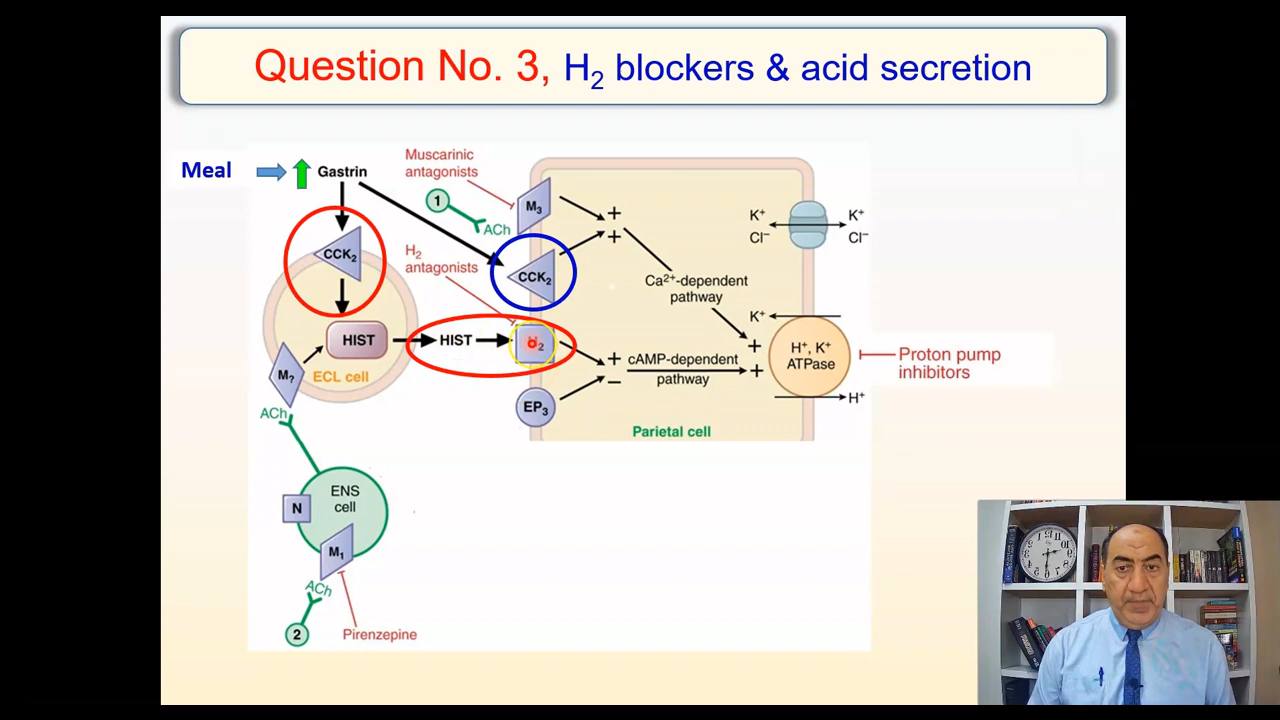 Question No. 3, H₂ blockers & acid secretion
Meal
Gastrin
Muscarinic
antagonists
1
ACh
M₃
K⁺
K⁺
Cl⁻
Cl⁻
+
+
CCK₂
H₂
antagonists
CCK₂
Ca²⁺-dependent
pathway
K⁺
HIST
HIST
₂
+
+
+
−
cAMP-dependent
pathway
H⁺, K⁺
ATPase
Proton pump
inhibitors
M?
ECL cell
H⁺
EP₃
ACh
Parietal cell
ENS
cell
N
M₁
ACh
2
Pirenzepine